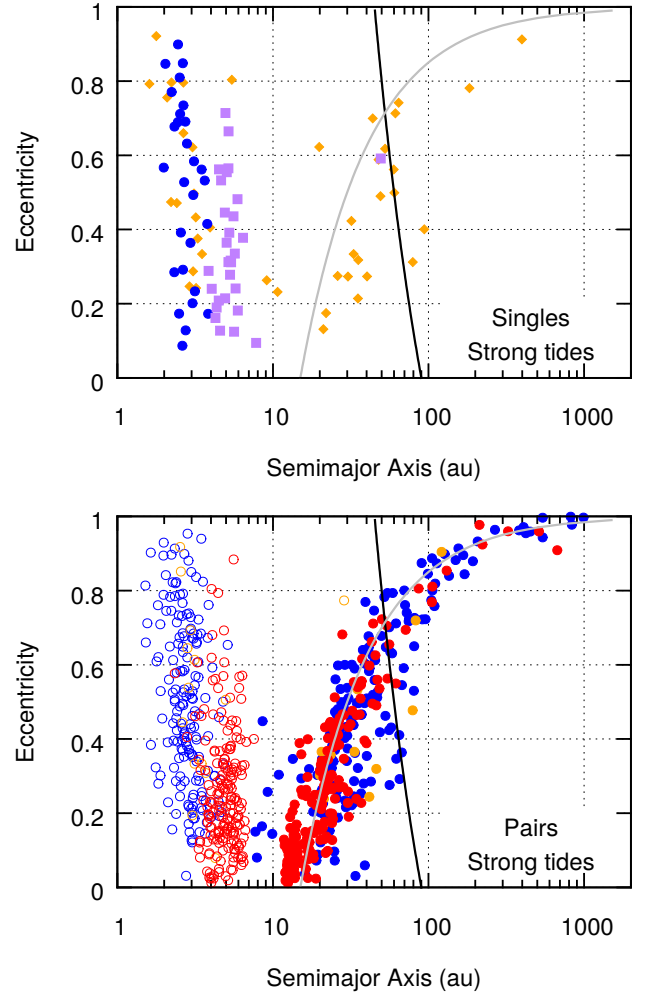 1
0.8
0.6
0.4
0.2
0
Eccentricity
Singles
Strong tides
1 10 100 1000
Semimajor Axis (au)
1
0.8
0.6
0.4
0.2
0
Eccentricity
Pairs
Strong tides
1 10 100 1000
Semimajor Axis (au)